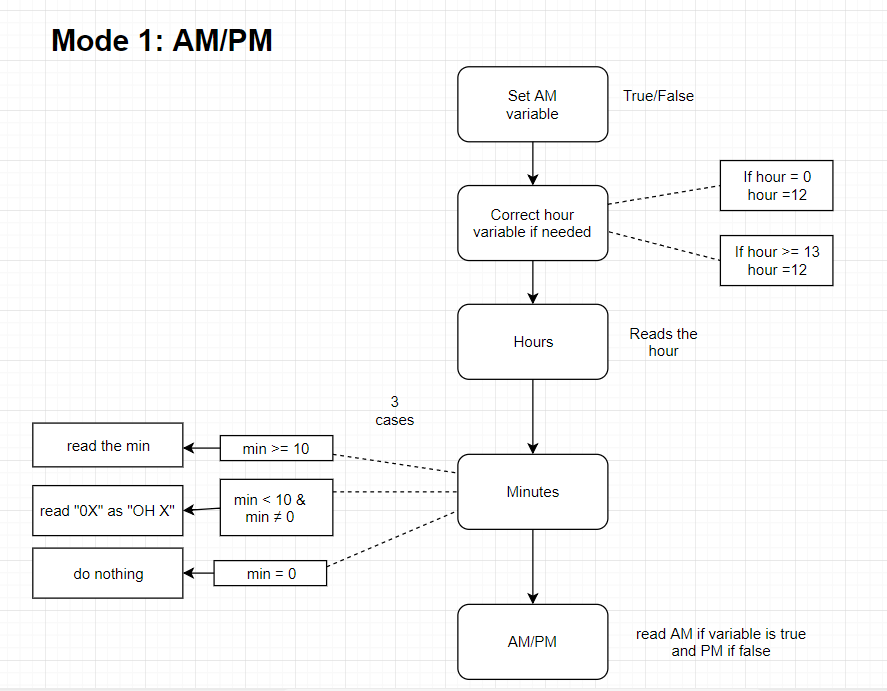 Mode 1: AM/PM
Set AM
variable
True/False
If hour = 0
hour =12
Correct hour
variable if needed
If hour >= 13
hour =12
Hours
Reads the
hour
3
cases
read the min
min >= 10
Minutes
read "0X" as "OH X"
min < 10 &
min ≠ 0
do nothing
min = 0
AM/PM
read AM if variable is true
and PM if false